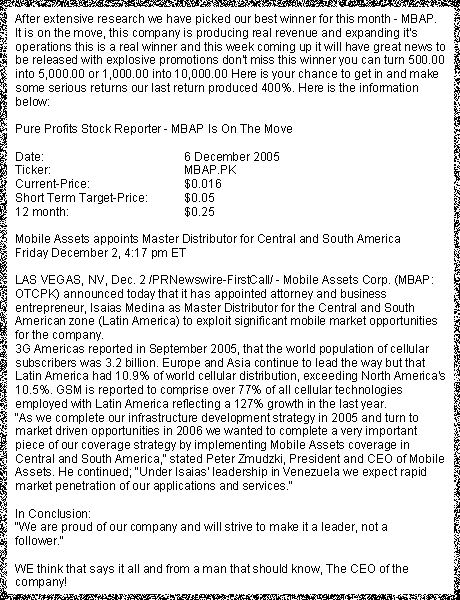 After extensive research we have picked our best winner for this month - MBAP.
It is on the move, this company is producing real revenue and expanding it's
operations this is a real winner and this week coming up it will have great news to
be released with explosive promotions don't miss this winner you can turn 500.00
into 5,000.00 or 1,000.00 into 10,000.00 Here is your chance to get in and make
some serious returns our last return produced 400%. Here is the information
below:
Pure Profits Stock Reporter - MBAP Is On The Move
Date: 6 December 2005
Ticker: MBAP.PK
Current-Price: $0.016
Short Term Target-Price: $0.05
12 month: $0.25
Mobile Assets appoints Master Distributor for Central and South America
Friday December 2, 4:17 pm ET
LAS VEGAS, NV, Dec. 2 /PRNewswire-FirstCall/ - Mobile Assets Corp. (MBAP:
OTCPK) announced today that it has appointed attorney and business
entrepreneur, Isaias Medina as Master Distributor for the Central and South
American zone (Latin America) to exploit significant mobile market opportunities
for the company.
3G Americas reported in September 2005, that the world population of cellular
subscribers was 3.2 billion. Europe and Asia continue to lead the way but that
Latin America had 10.9% of world cellular distribution, exceeding North America's
10.5%. GSM is reported to comprise over 77% of all cellular technologies
employed with Latin America reflecting a 127% growth in the last year.
"As we complete our infrastructure development strategy in 2005 and turn to
market driven opportunities in 2006 we wanted to complete a very important
piece of our coverage strategy by implementing Mobile Assets coverage in
Central and South America," stated Peter Zmudzki, President and CEO of Mobile
Assets. He continued; "Under Isaias' leadership in Venezuela we expect rapid
market penetration of our applications and services."
In Conclusion:
"We are proud of our company and will strive to make it a leader, not a
follower."
WE think that says it all and from a man that should know, The CEO of the
company!